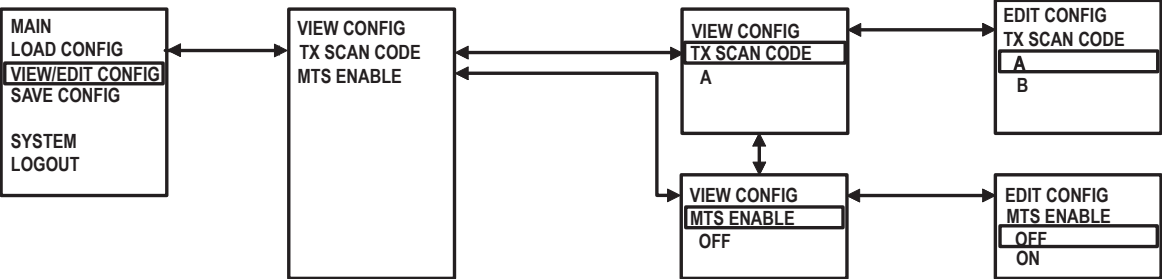 MAIN
LOAD CONFIG
VIEW/EDIT CONFIG
SAVE CONFIG
SYSTEM
LOGOUT
VIEW CONFIG
TX SCAN CODE
MTS ENABLE
VIEW CONFIG
TX SCAN CODE
A
EDIT CONFIG
TX SCAN CODE
A
B
VIEW CONFIG
MTS ENABLE
OFF
EDIT CONFIG
MTS ENABLE
OFF
ON